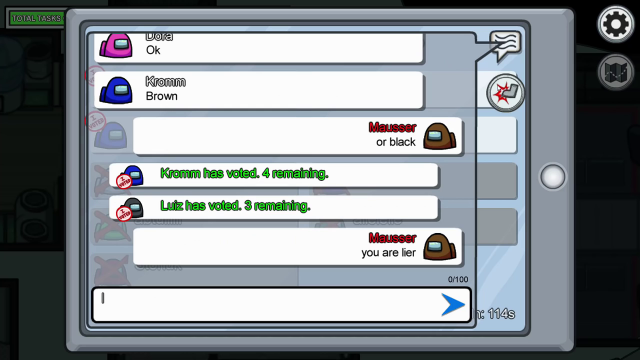 TOTAL TASKS
Dora
Ok
Kromm
Brown
Mausser
or black
Kromm has voted. 4 remaining.
Luiz has voted. 3 remaining.
Mausser
you are lier
0/100
n: 114s